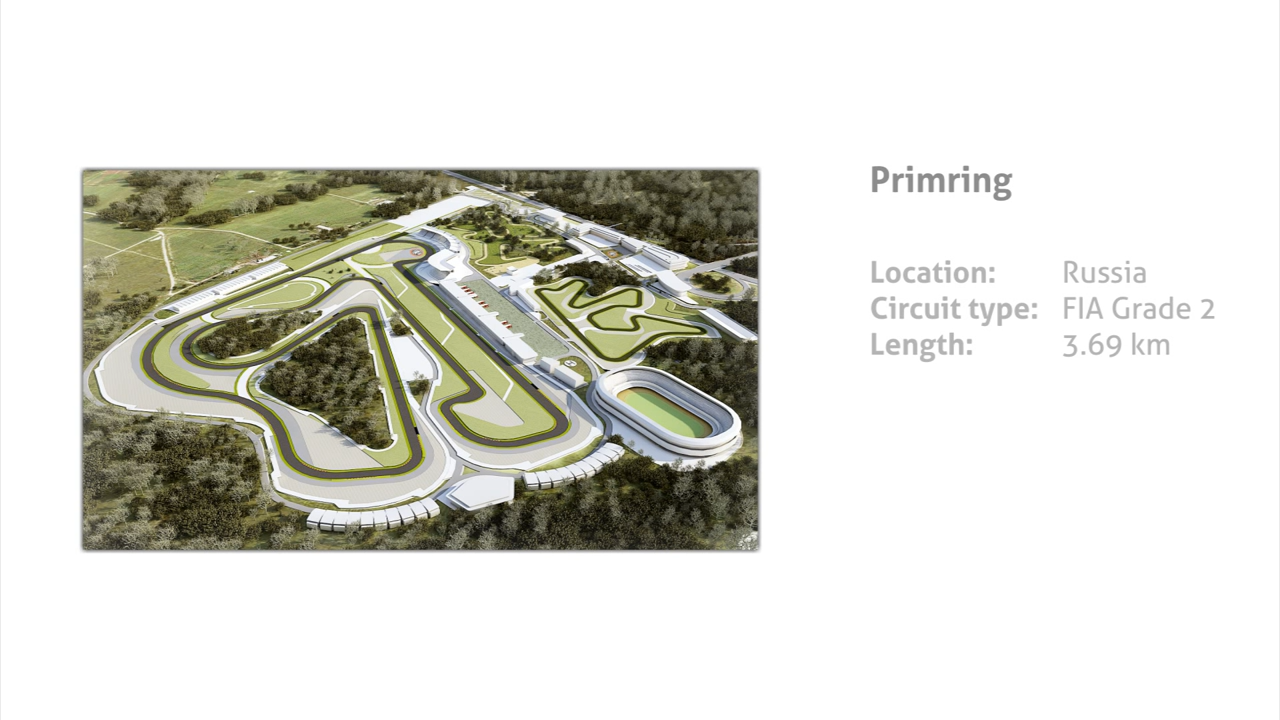 Primring
Location: Russia
Circuit type: FIA Grade 2
Length: 3.69 km